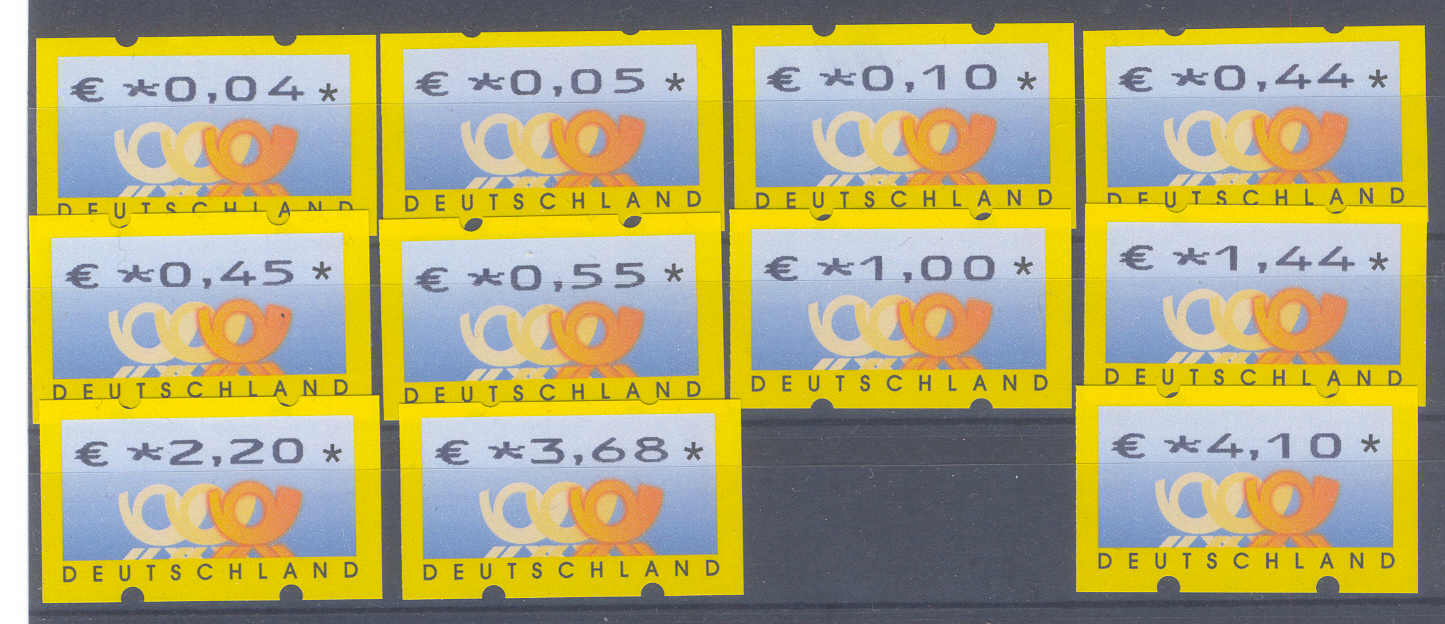 € *0,04 *
DEUTSCHLAND
€ *0,05 *
DEUTSCHLAND
€ *0,10 *
DEUTSCHLAND
€ *0,44 *
DEUTSCHLAND
€ *0,45 *
DEUTSCHLAND
€ *0,55 *
DEUTSCHLAND
€ *1,00 *
DEUTSCHLAND
€ *1,44 *
DEUTSCHLAND
€ *2,20 *
DEUTSCHLAND
€ *3,68 *
DEUTSCHLAND
€ *4,10 *
DEUTSCHLAND